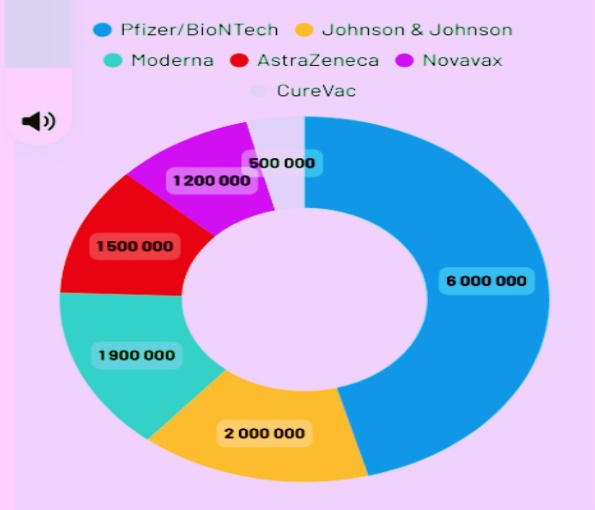 Pfizer/BioNTech Johnson & Johnson
Moderna AstraZeneca Novavax
CureVac
500 000
1 200 000
1 500 000
6 000 000
1 900 000
2 000 000